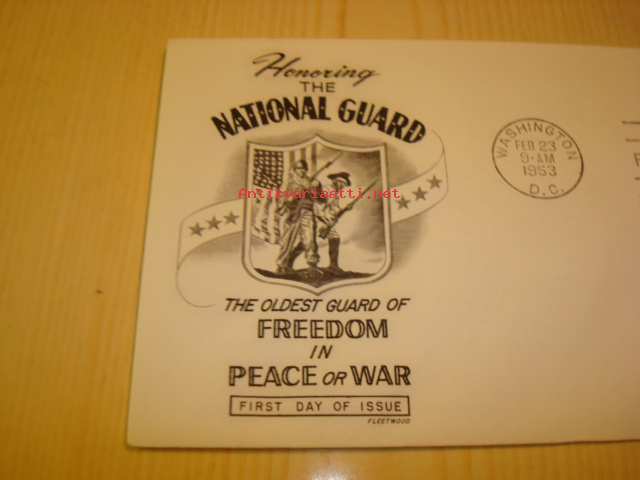 Honoring
THE
NATIONAL GUARD
Antikvariaatti.net
THE OLDEST GUARD OF
FREEDOM
IN
PEACE OR WAR
FIRST DAY OF ISSUE
FLEETWOOD
WASHINGTON
FEB 23
9-AM
1953
D.C.